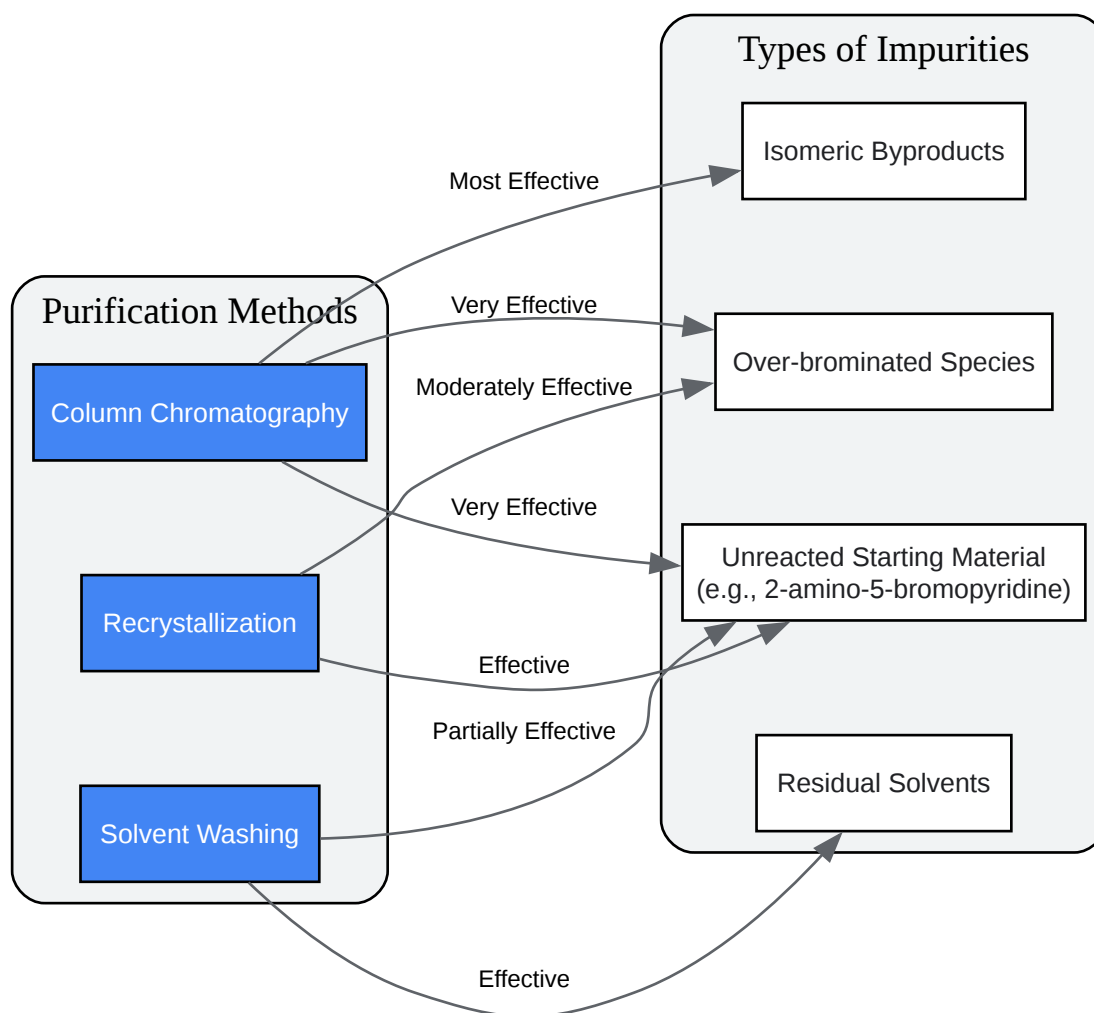 Types of Impurities
Isomeric Byproducts
Most Effective
Purification Methods
Very Effective
Over-brominated Species
Moderately Effective
Column Chromatography
Very Effective
Unreacted Starting Material
(e.g., 2-amino-5-bromopyridine)
Recrystallization
Effective
Partially Effective
Residual Solvents
Solvent Washing
Effective